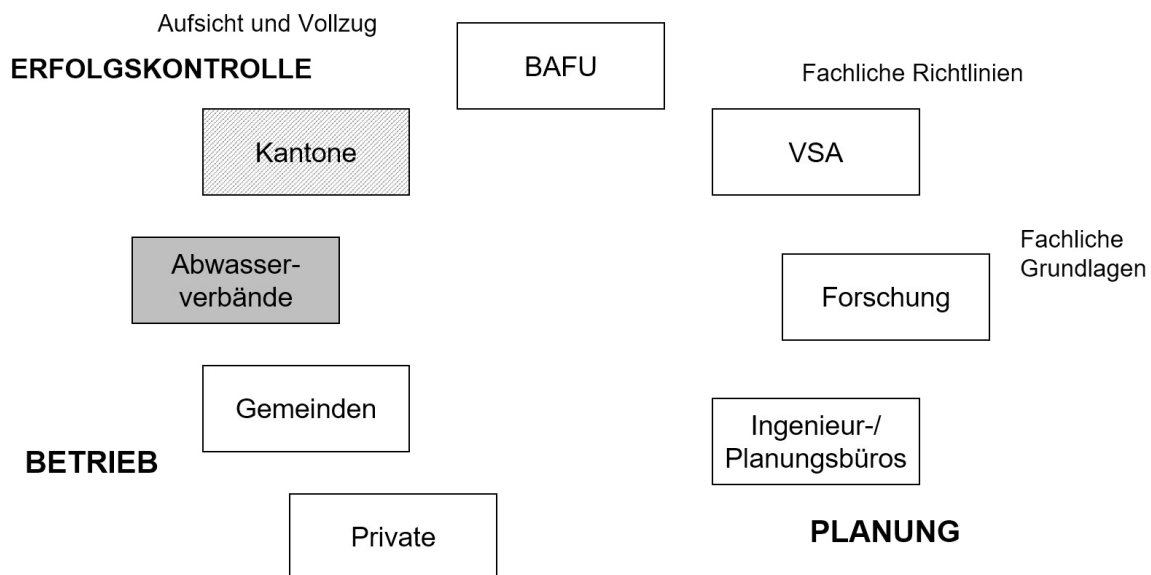 Aufsicht und Vollzug
BAFU
ERFOLGSKONTROLLE
Fachliche Richtlinien
Kantone
VSA
Abwasser-
verbände
Fachliche
Grundlagen
Forschung
Gemeinden
Ingenieur-/
Planungsbüros
BETRIEB
Private
PLANUNG